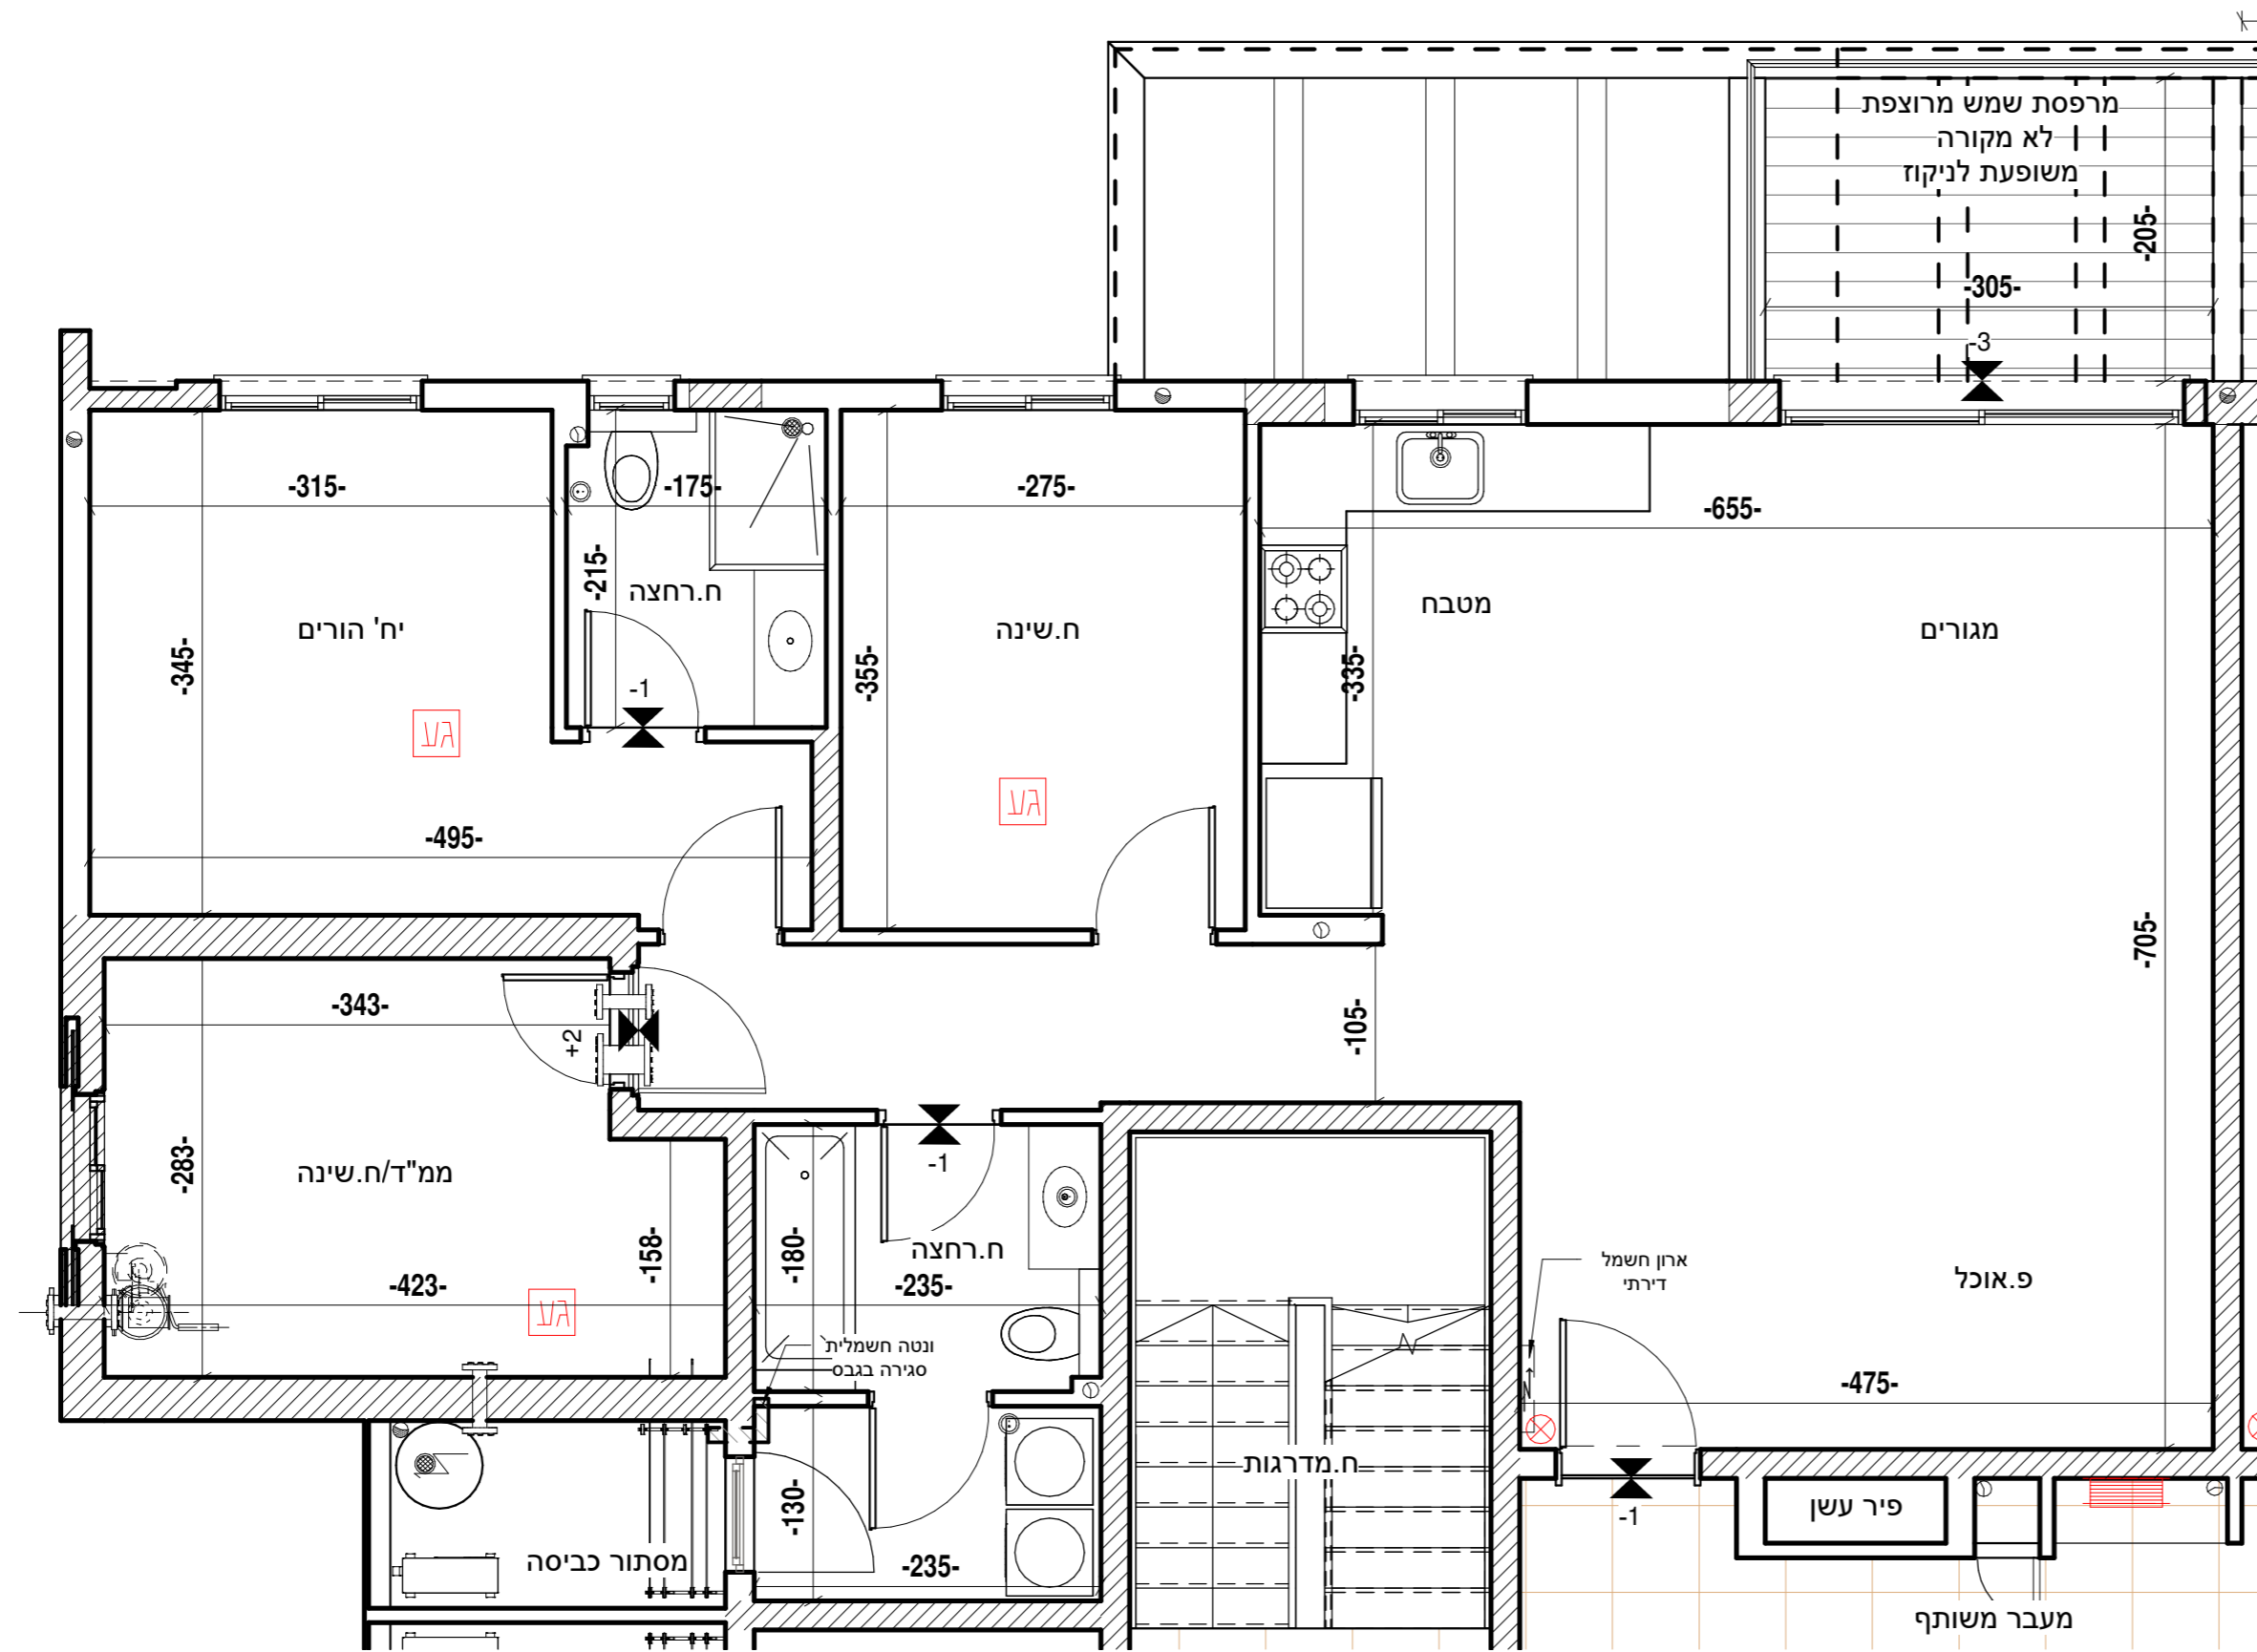 מרפסת שמש מרוצפת
לא מקורה
משופעת לניקוז
-205-
-305-
-3
-315-
-175-
-275-
-655-
-215-
ח.רחצה
יח' הורים
ח.שינה
מטבח
מגורים
-345-
-355-
-335-
-1
גע
גע
-495-
-705-
-343-
+2
-105-
-283-
ממ"ד/ח.שינה
-1
-158-
-180-
ח.רחצה
-423-
-235-
גע
ארון חשמל
דירתי
פ.אוכל
ונטה חשמלית
סגירה בגבס
-475-
ח.מדרגות
-130-
-1
פיר עשן
מסתור כביסה
-235-
מעבר משותף